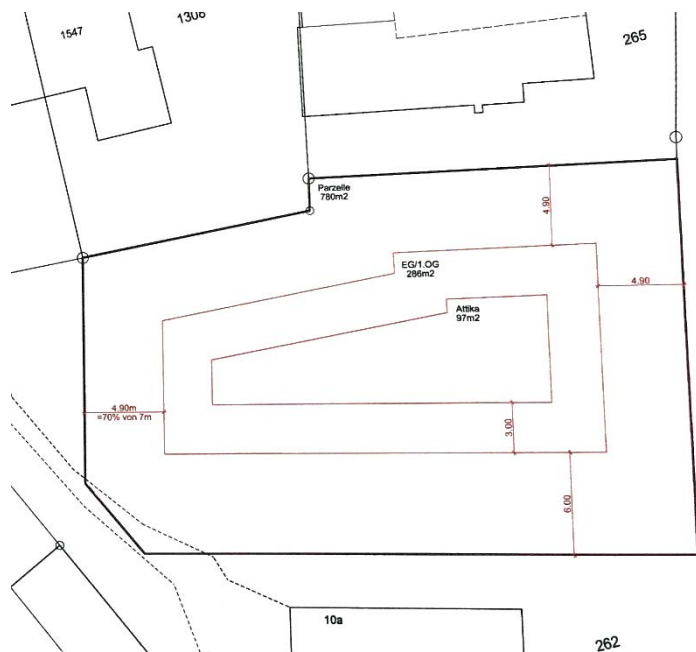 1547
1306
265
Parzelle
780m2
4.90
EG/1.OG
286m2
4.90
Attika
97m2
4.90m
=70% von 7m
3.00
6.00
10a
262